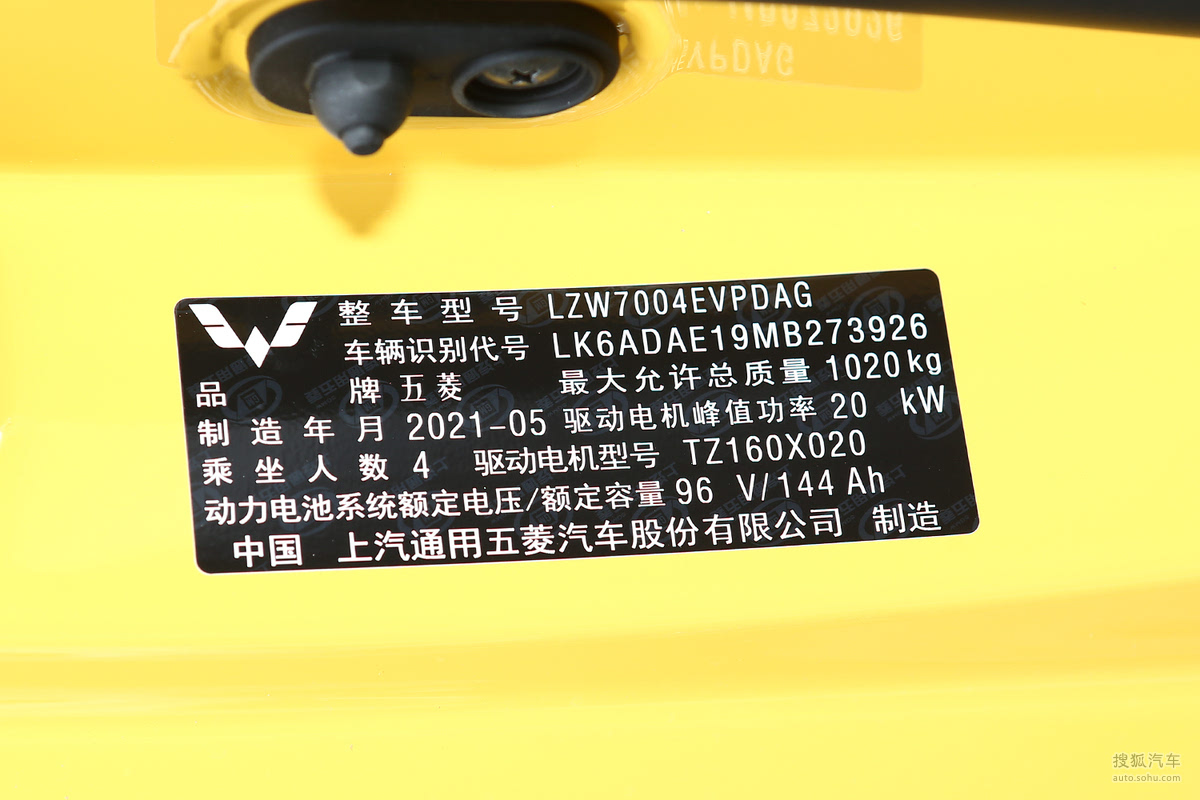 整车型号 LZW7004EVPDAG
车辆识别代号 LK6ADAE19MB273926
品牌 五菱 最大允许总质量 1020kg
制造年月 2021-05 驱动电机峰值功率 20 kW
乘坐人数 4 驱动电机型号 TZ160X020
动力电池系统额定电压/额定容量 96 V/144 Ah
中国 上汽通用五菱汽车股份有限公司 制造
搜狐汽车
auto.sohu.com